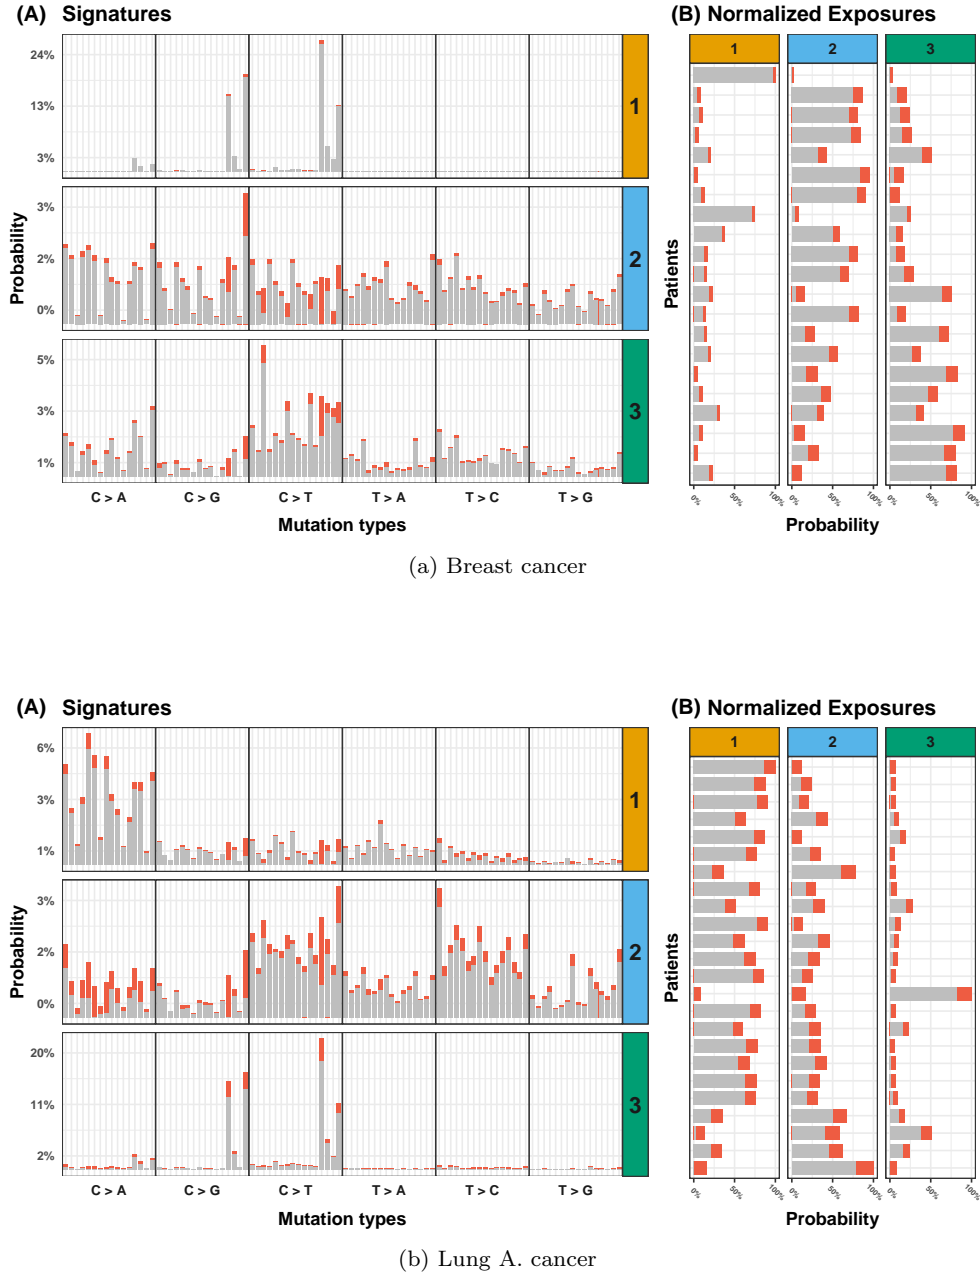 (A) Signatures
(B) Normalized Exposures
24%
13%
3%
1
3%
2%
0%
2
5%
3%
1%
3
Probability
C > A
C > G
C > T
T > A
T > C
T > G
Mutation types
1
2
3
Patients
0%
50%
100%
0%
50%
100%
0%
50%
100%
Probability
(a) Breast cancer
(A) Signatures
(B) Normalized Exposures
6%
3%
1%
1
3%
2%
0%
2
20%
11%
2%
3
Probability
C > A
C > G
C > T
T > A
T > C
T > G
Mutation types
1
2
3
Patients
0%
50%
100%
0%
50%
100%
0%
50%
100%
Probability
(b) Lung A. cancer